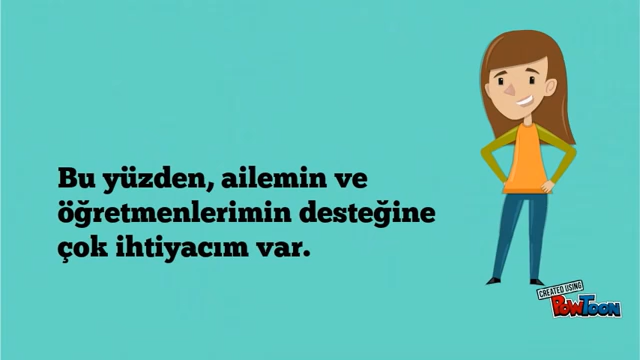 Bu yüzden, ailemin ve
öğretmenlerimin desteğine
çok ihtiyacım var.
CREATED USING
POWTOON